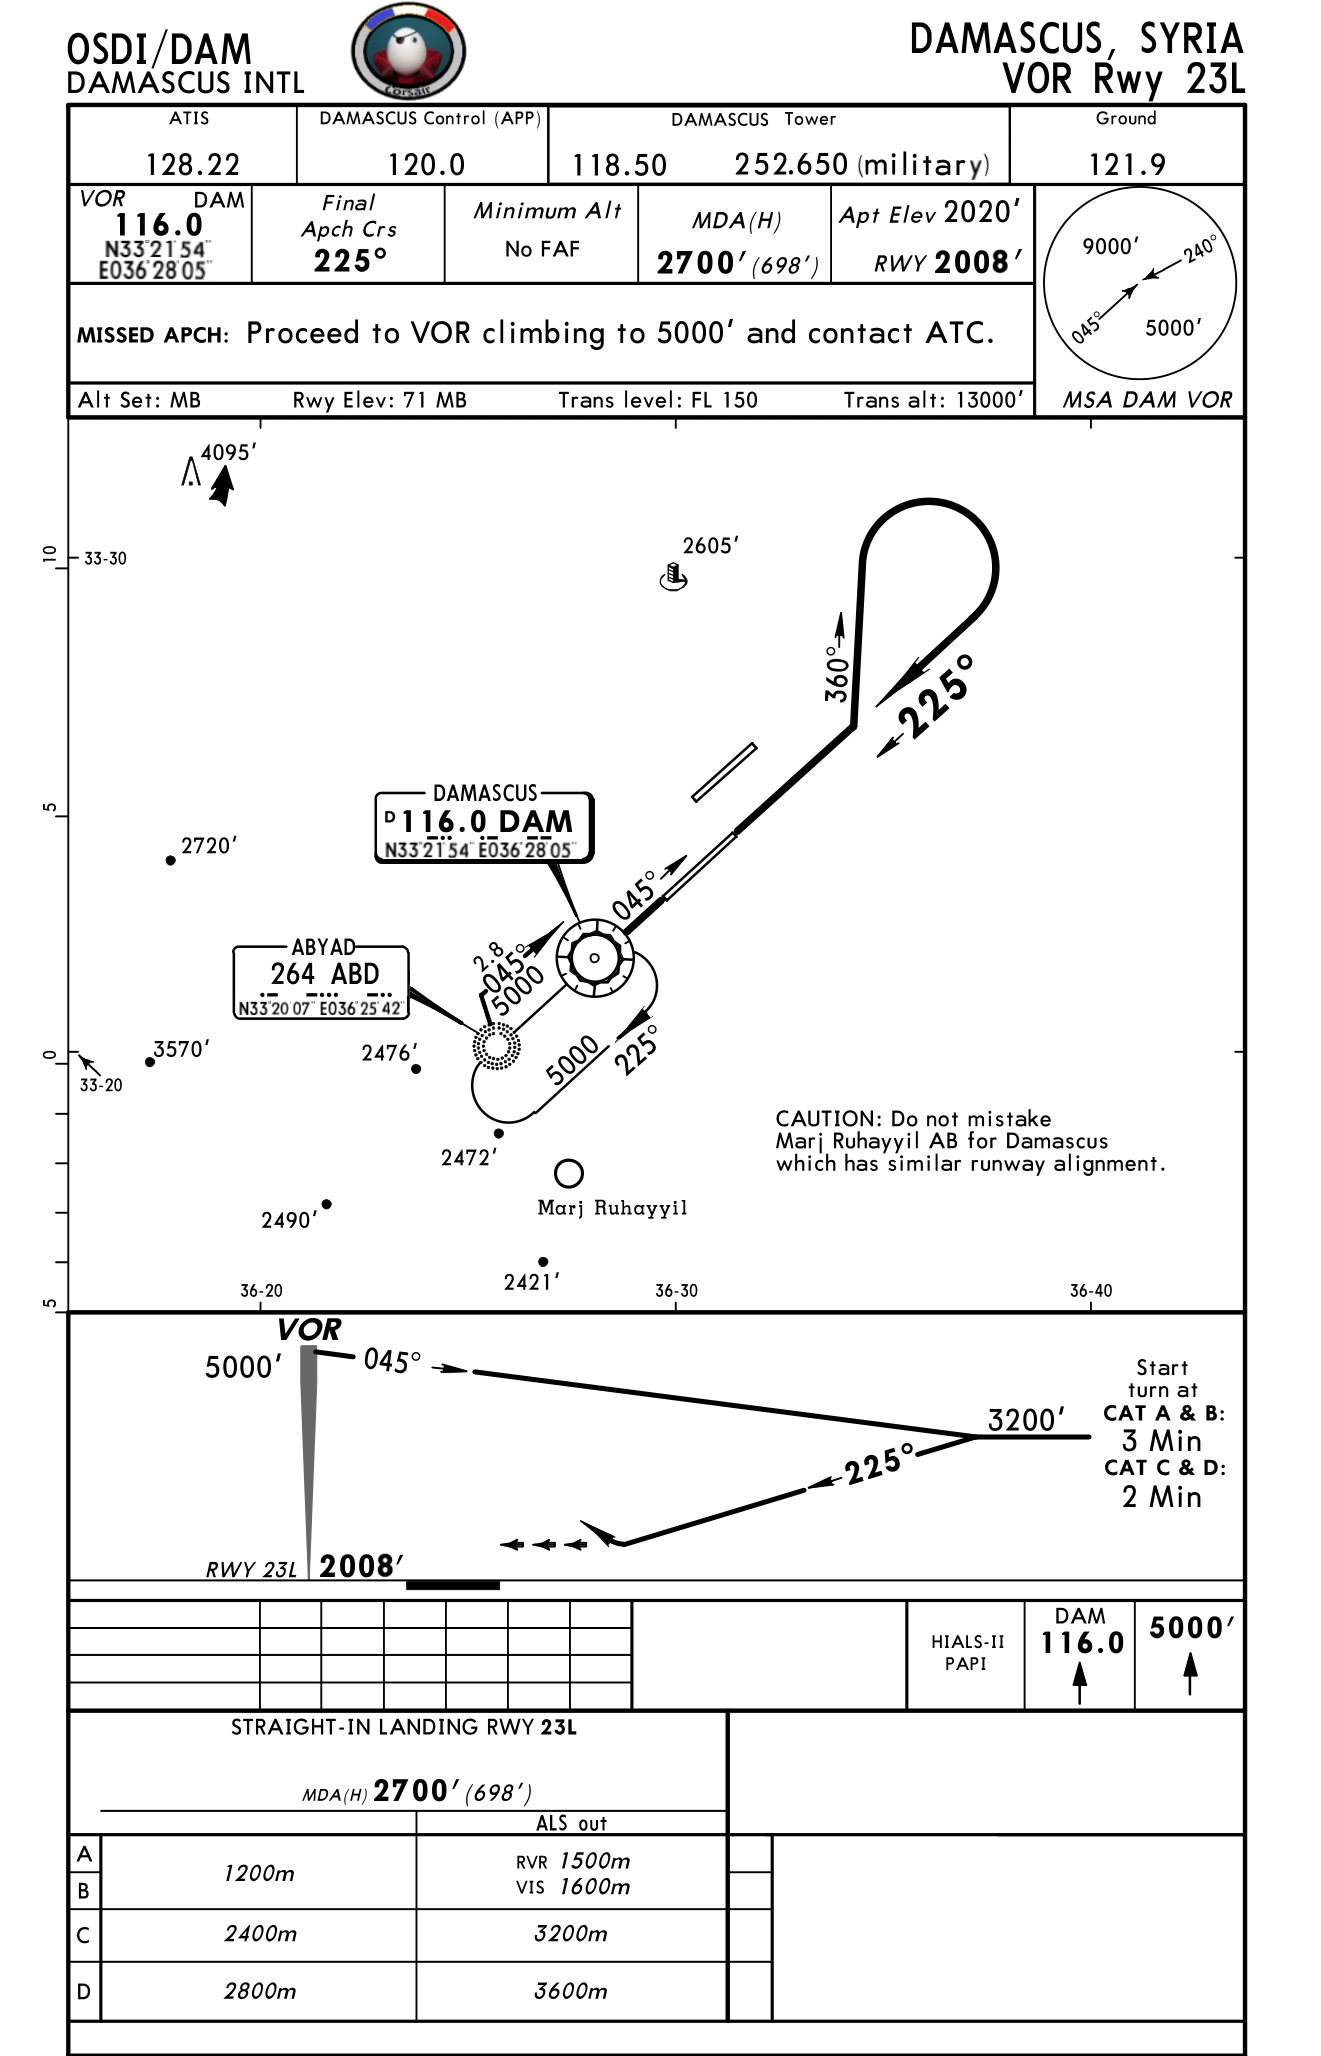 OSDI/DAM
DAMASCUS INTL
Corsair
DAMASCUS, SYRIA
VOR Rwy 23L
ATIS
128.22
DAMASCUS Control (APP)
120.0
DAMASCUS Tower
118.50 252.650 (military)
Ground
121.9
VOR DAM
116.0
N33°21'54"
E036°28'05"
Final
Apch Crs
225°
Minimum Alt
No FAF
MDA(H)
2700' (698')
Apt Elev 2020'
RWY 2008'
9000'
240°
045°
5000'
MSA DAM VOR
MISSED APCH: Proceed to VOR climbing to 5000' and contact ATC.
Alt Set: MB Rwy Elev: 71 MB Trans level: FL 150 Trans alt: 13000'
4095'
10
33-30
2605'
360°
225°
5
DAMASCUS
D 116.0 DAM
N33°21'54" E036°28'05"
2720'
045°
ABYAD
264 ABD
N33°20'07" E036°25'42"
2.8
045°
5000
5000
225°
0
33-20
3570'
2476'
2472'
CAUTION: Do not mistake
Marj Ruhayyil AB for Damascus
which has similar runway alignment.
Marj Ruhayyil
2490'
2421'
5
36-20
36-30
36-40
VOR
5000'
045°
3200'
225°
Start
turn at
CAT A & B:
3 Min
CAT C & D:
2 Min
RWY 23L 2008'
HIALS-II
PAPI
DAM
116.0
5000'
STRAIGHT-IN LANDING RWY 23L
MDA(H) 2700' (698')
ALS out
A
B
1200m
RVR 1500m
VIS 1600m
C
2400m
3200m
D
2800m
3600m